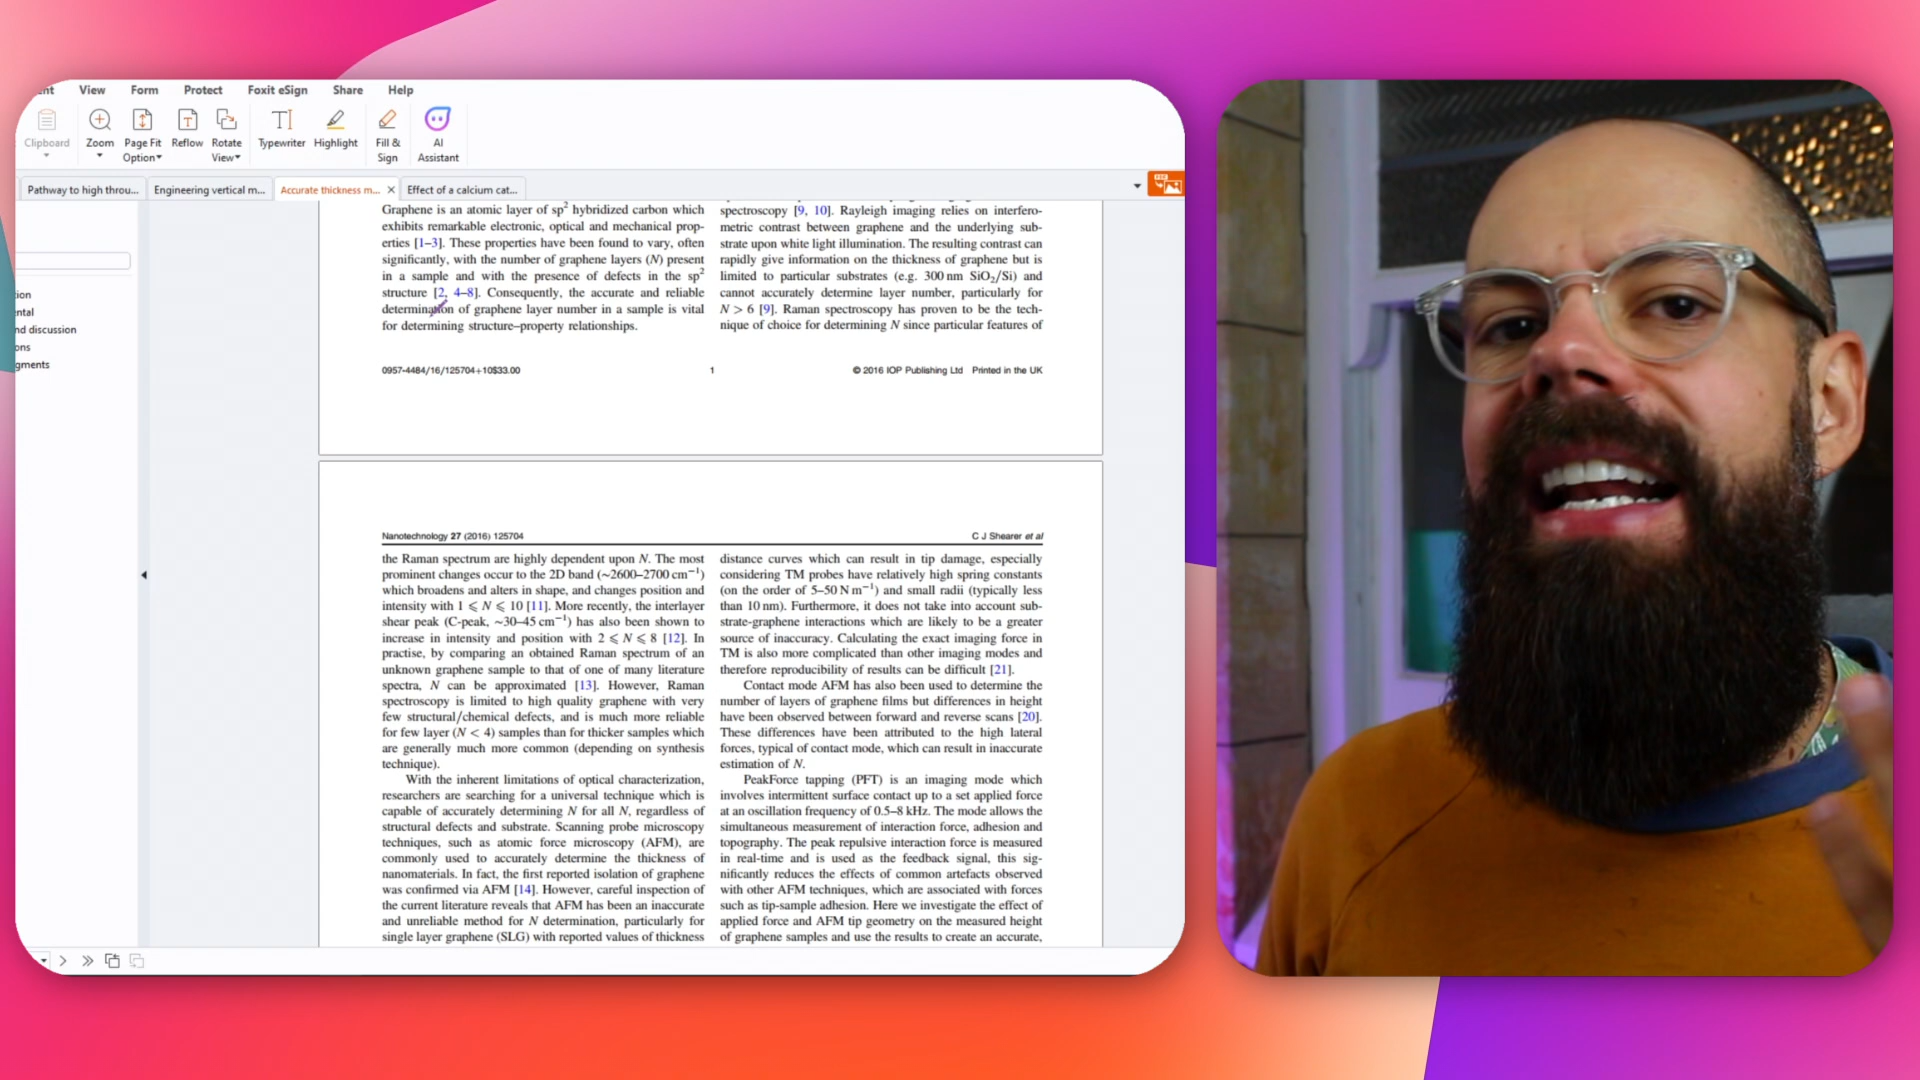 View Form Protect Foxit eSign Share Help
Clipboard Zoom Page Fit Option Reflow Rotate View Typewriter Highlight Fill & Sign AI Assistant
Pathway to high throu... Engineering vertical m... Accurate thickness m... Effect of a calcium cat...
nd discussion
Graphene is an atomic layer of sp² hybridized carbon which
exhibits remarkable electronic, optical and mechanical prop-
erties [1–3]. These properties have been found to vary, often
significantly, with the number of graphene layers (N) present
in a sample and with the presence of defects in the sp²
structure [2, 4–8]. Consequently, the accurate and reliable
determination of graphene layer number in a sample is vital
for determining structure–property relationships.
spectroscopy [9, 10]. Rayleigh imaging relies on interfero-
metric contrast between graphene and the underlying sub-
strate upon white light illumination. The resulting contrast can
rapidly give information on the thickness of graphene but is
limited to particular substrates (e.g. 300 nm SiO₂/Si) and
cannot accurately determine layer number, particularly for
N > 6 [9]. Raman spectroscopy has proven to be the tech-
nique of choice for determining N since particular features of
0957-4484/16/125704+10$33.00 1 © 2016 IOP Publishing Ltd Printed in the UK
Nanotechnology 27 (2016) 125704 C J Shearer et al
the Raman spectrum are highly dependent upon N. The most
prominent changes occur to the 2D band (~2600–2700 cm⁻¹)
which broadens and alters in shape, and changes position and
intensity with 1 ⩽ N ⩽ 10 [11]. More recently, the interlayer
shear peak (C-peak, ~30–45 cm⁻¹) has also been shown to
increase in intensity and position with 2 ⩽ N ⩽ 8 [12]. In
practise, by comparing an obtained Raman spectrum of an
unknown graphene sample to that of one of many literature
spectra, N can be approximated [13]. However, Raman
spectroscopy is limited to high quality graphene with very
few structural/chemical defects, and is much more reliable
for few layer (N < 4) samples than for thicker samples which
are generally much more common (depending on synthesis
technique).
With the inherent limitations of optical characterization,
researchers are searching for a universal technique which is
capable of accurately determining N for all N, regardless of
structural defects and substrate. Scanning probe microscopy
techniques, such as atomic force microscopy (AFM), are
commonly used to accurately determine the thickness of
nanomaterials. In fact, the first reported isolation of graphene
was confirmed via AFM [14]. However, careful inspection of
the current literature reveals that AFM has been an inaccurate
and unreliable method for N determination, particularly for
single layer graphene (SLG) with reported values of thickness
distance curves which can result in tip damage, especially
considering TM probes have relatively high spring constants
(on the order of 5–50 N m⁻¹) and small radii (typically less
than 10 nm). Furthermore, it does not take into account sub-
strate-graphene interactions which are likely to be a greater
source of inaccuracy. Calculating the exact imaging force in
TM is also more complicated than other imaging modes and
therefore reproducibility of results can be difficult [21].
Contact mode AFM has also been used to determine the
number of layers of graphene films but differences in height
have been observed between forward and reverse scans [20].
These differences have been attributed to the high lateral
forces, typical of contact mode, which can result in inaccurate
estimation of N.
PeakForce tapping (PFT) is an imaging mode which
involves intermittent surface contact up to a set applied force
at an oscillation frequency of 0.5–8 kHz. The mode allows the
simultaneous measurement of interaction force, adhesion and
topography. The peak repulsive interaction force is measured
in real-time and is used as the feedback signal, this sig-
nificantly reduces the effects of common artefacts observed
with other AFM techniques, which are associated with forces
such as tip-sample adhesion. Here we investigate the effect of
applied force and AFM tip geometry on the measured height
of graphene samples and use the results to create an accurate,